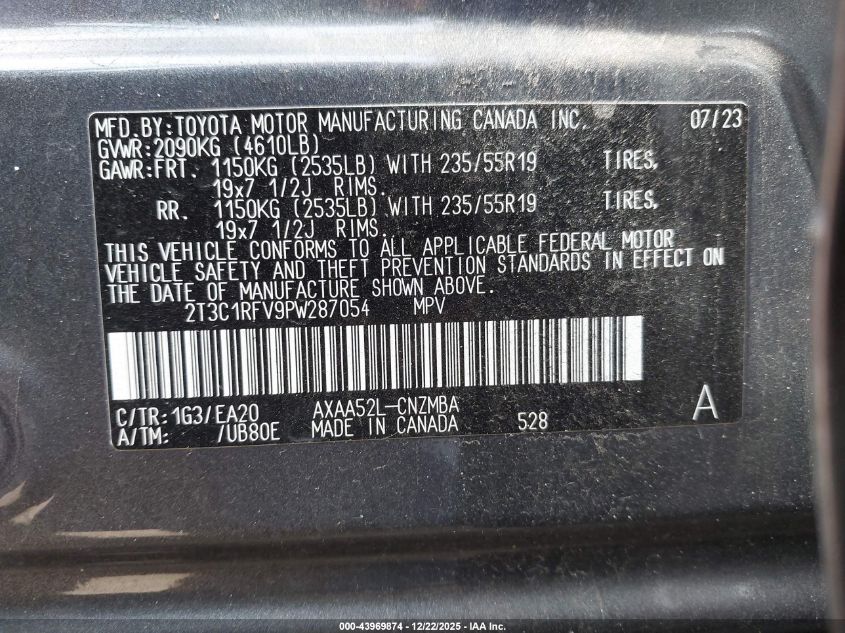 MFD.BY:TOYOTA MOTOR MANUFACTURING CANADA INC. 07/23
GVWR:2090KG (4610LB)
GAWR:FRT. 1150KG (2535LB) WITH 235/55R19 TIRES,
19x7 1/2J RIMS.
RR. 1150KG (2535LB) WITH 235/55R19 TIRES,
19x7 1/2J RIMS.
THIS VEHICLE CONFORMS TO ALL APPLICABLE FEDERAL MOTOR
VEHICLE SAFETY AND THEFT PREVENTION STANDARDS IN EFFECT ON
THE DATE OF MANUFACTURE SHOWN ABOVE.
2T3C1RFV9PW287054 MPV
C/TR:1G3/EA20 AXAA52L-CNZMBA
A/TM: /UB80E MADE IN CANADA 528 A
000-43969874 - 12/22/2025 - IAA Inc.